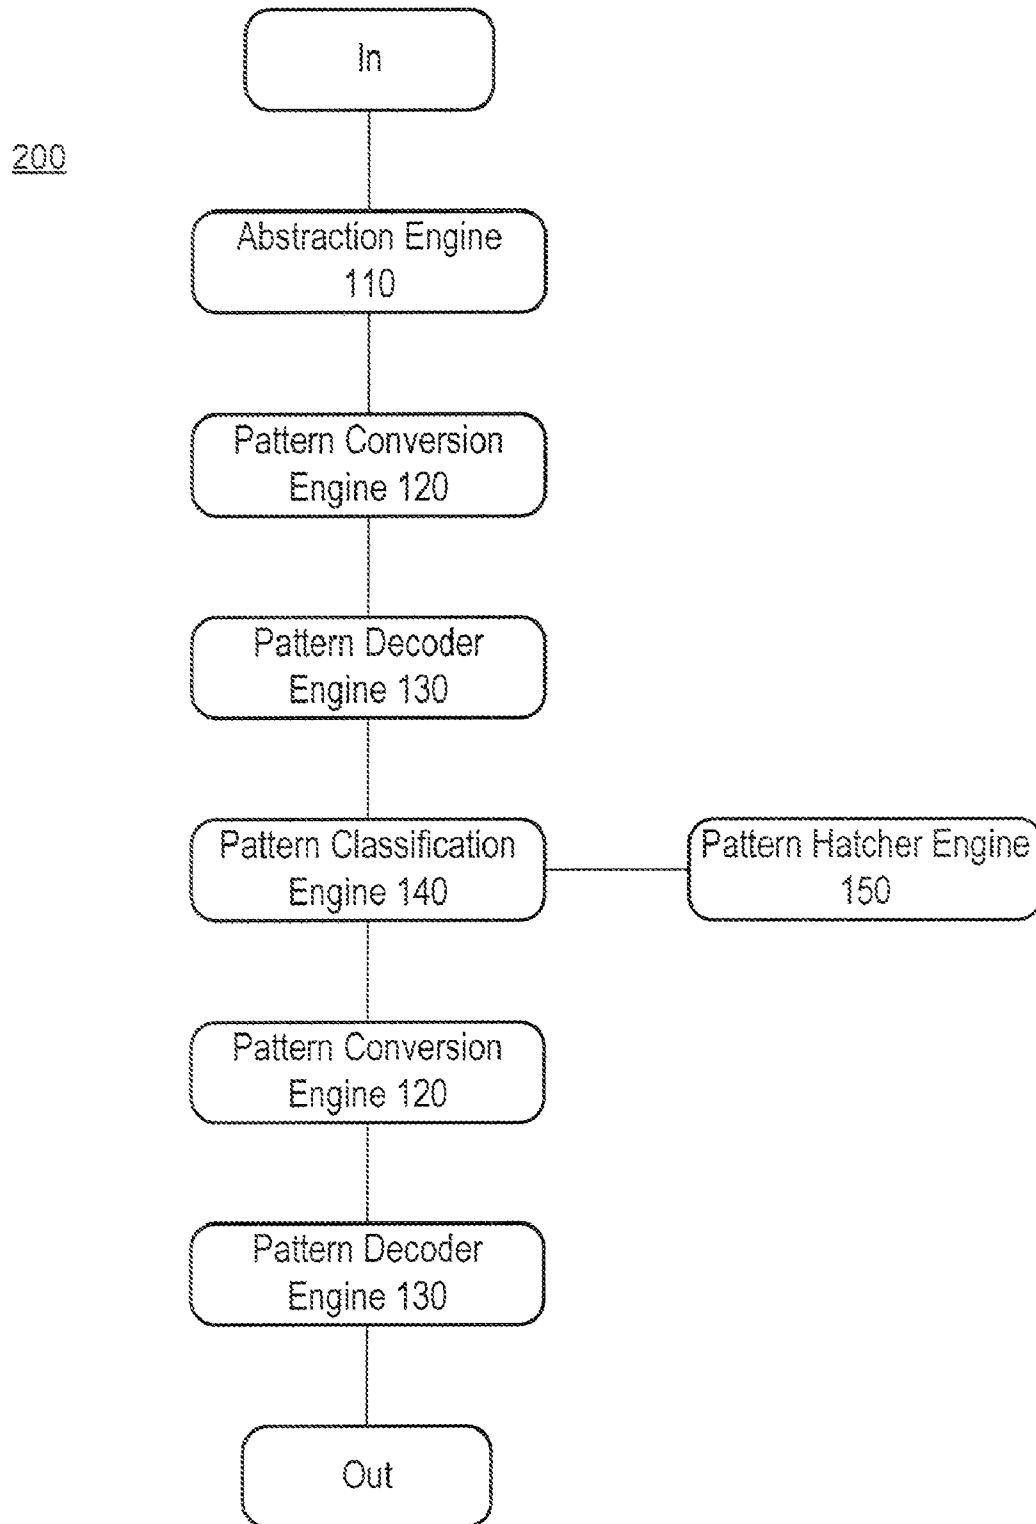 In
200
Abstraction Engine
110
Pattern Conversion
Engine 120
Pattern Decoder
Engine 130
Pattern Classification
Engine 140
Pattern Hatcher Engine
150
Pattern Conversion
Engine 120
Pattern Decoder
Engine 130
Out